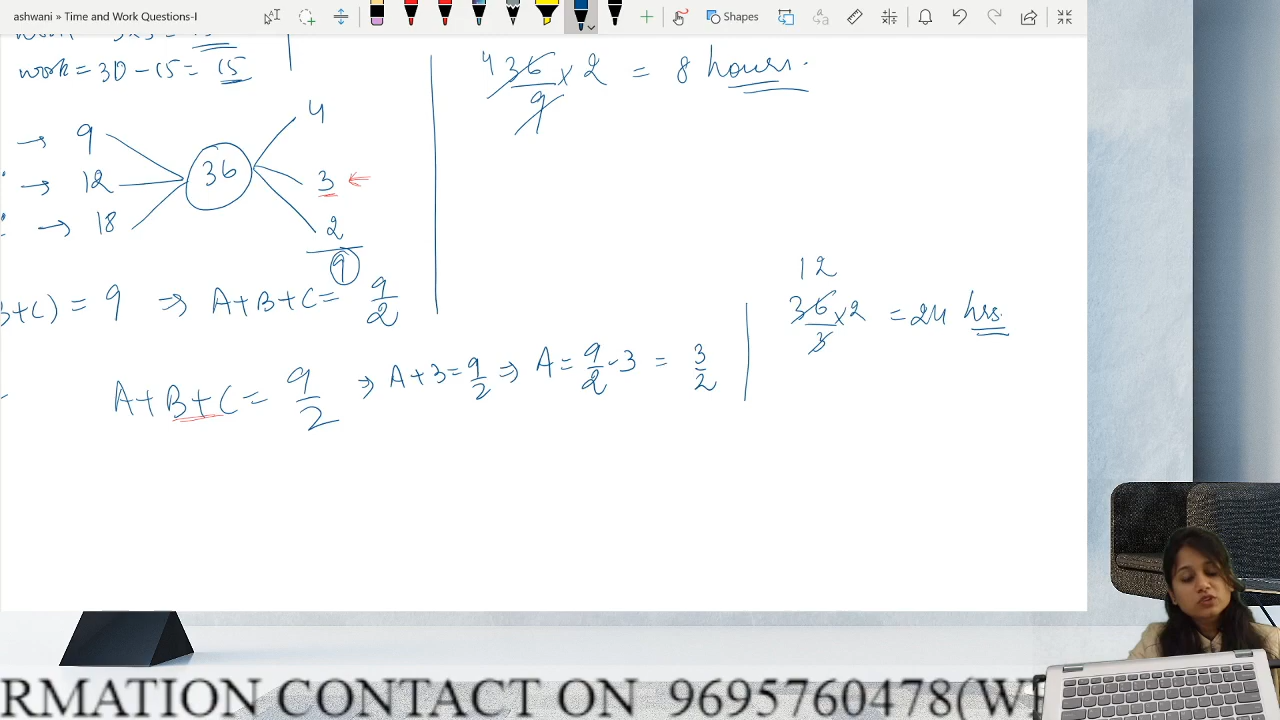 ashwani » Time and Work Questions-I
Shapes
work = 30 - 15 = 15
→ 9
→ 12
→ 18
36
4
3 ←
2
9
B+C) = 9 ⇒ A+B+C = 9/2
A+B+C = 9/2 ⇒ A+3 = 9/2 ⇒ A = 9/2 - 3 = 3/2
4
36/9 x 2 = 8 hours.
12
36/3 x 2 = 24 hrs.
RMATION CONTACT ON 9695760478(W